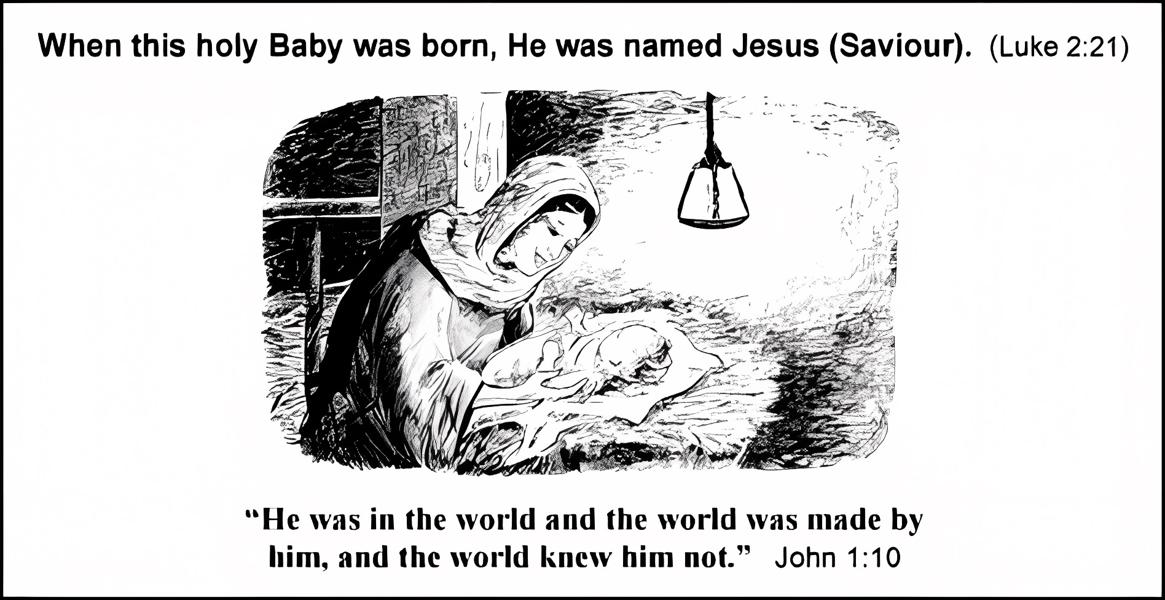 When this holy Baby was born, He was named Jesus (Saviour). (Luke 2:21)
“He was in the world and the world was made by
him, and the world knew him not.” John 1:10